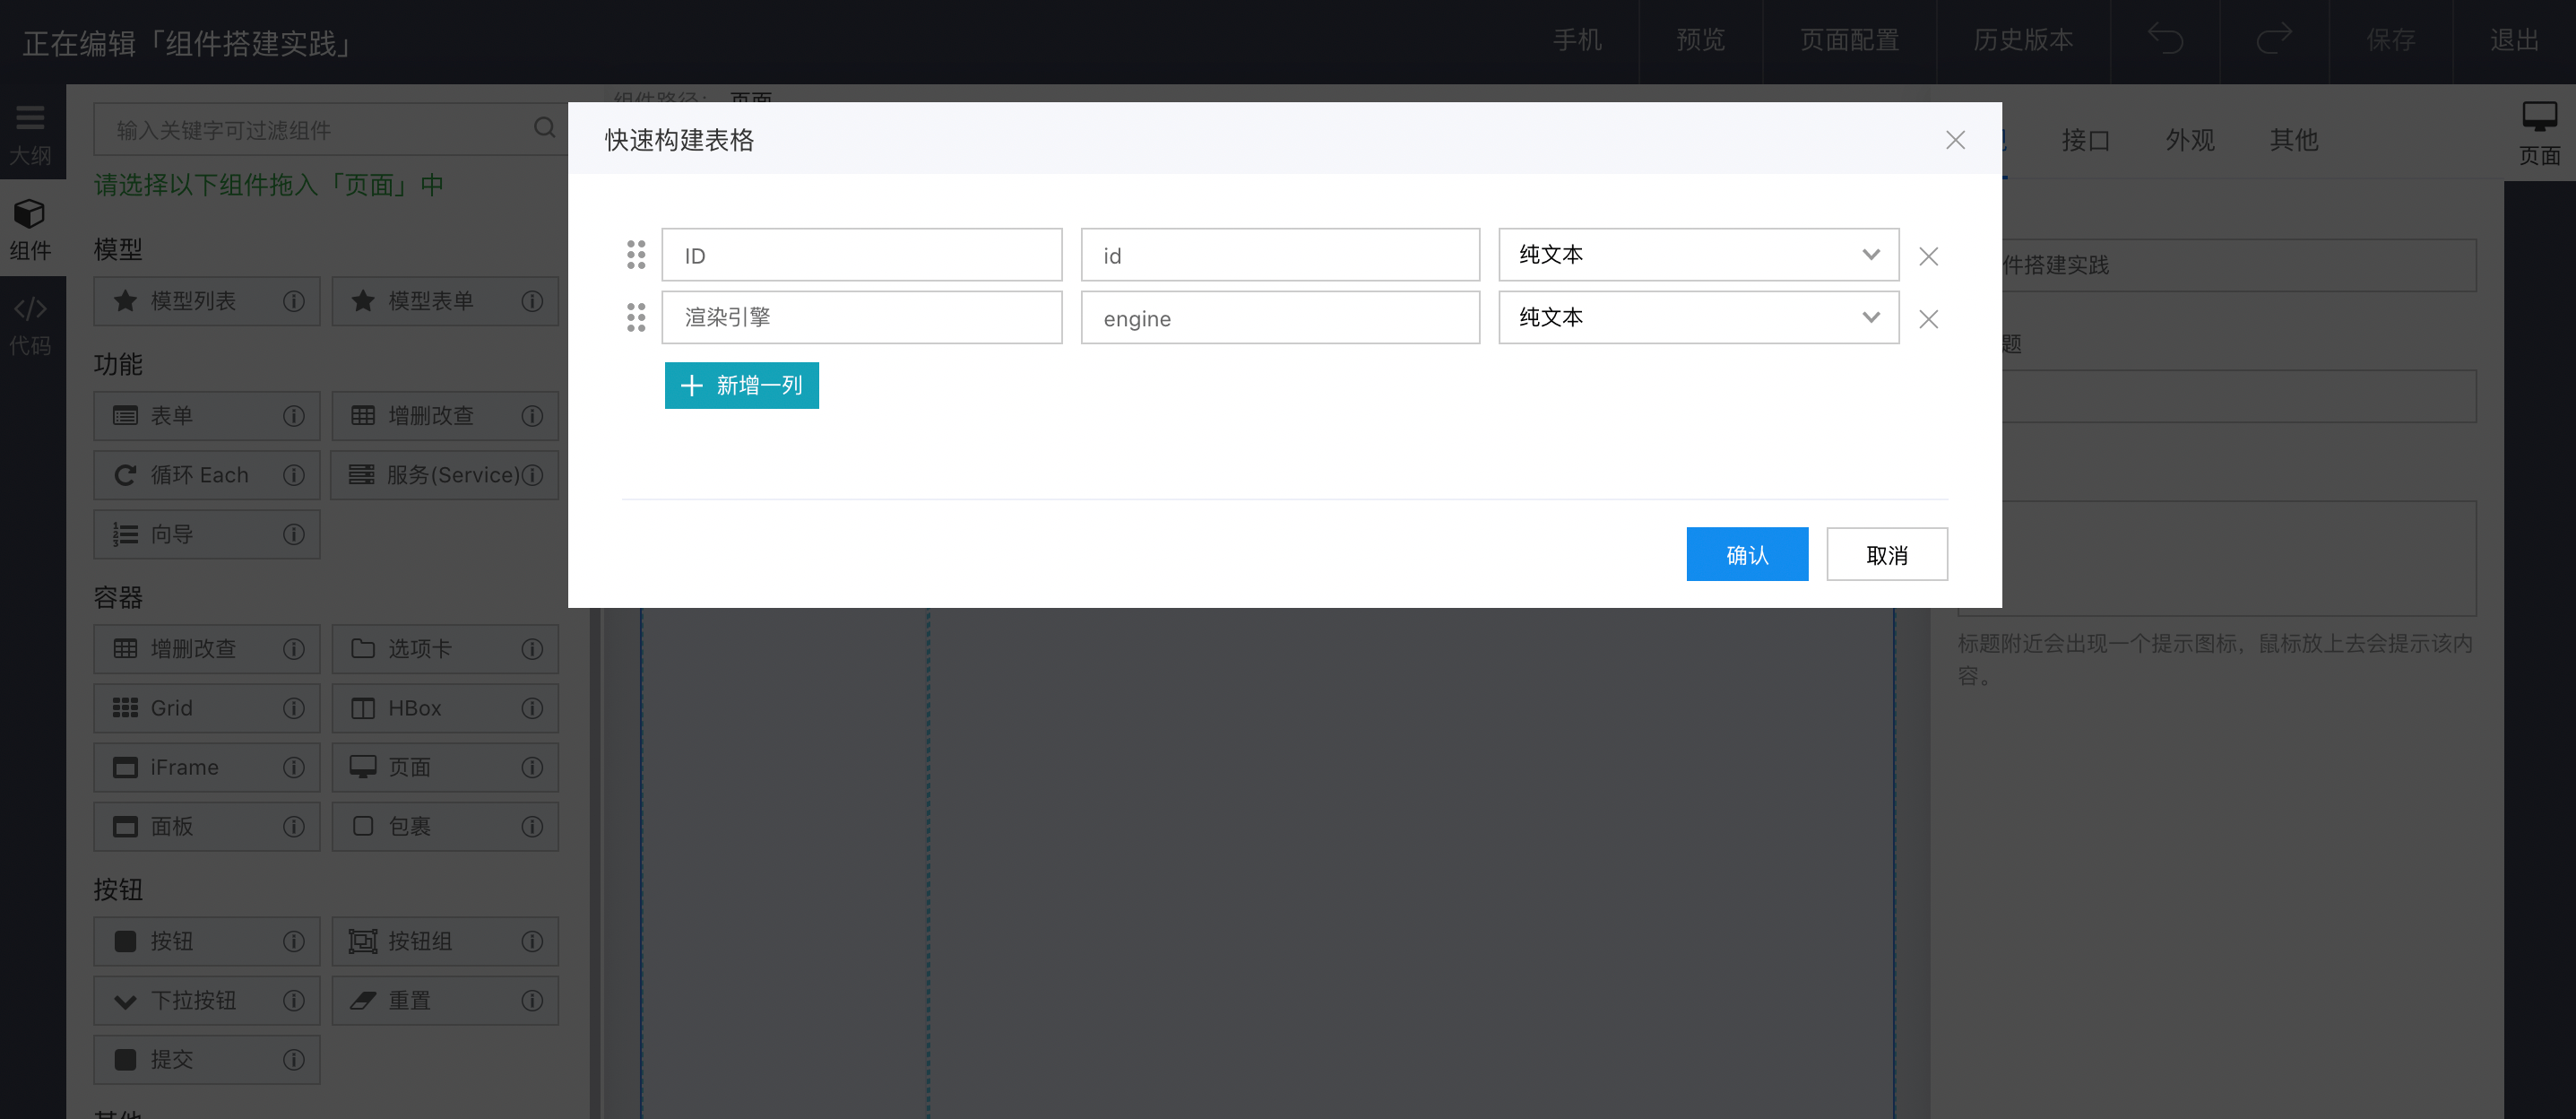 正在编辑「组件搭建实践」
手机
预览
页面配置
历史版本
保存
退出
大纲
组件
代码
输入关键字可过滤组件
请选择以下组件拖入「页面」中
模型
模型列表
模型表单
功能
表单
增删改查
循环 Each
服务(Service)
向导
容器
增删改查
选项卡
Grid
HBox
iFrame
页面
面板
包裹
按钮
按钮
按钮组
下拉按钮
重置
提交
其他
组件路径： 页面
快速构建表格
ID
id
纯文本
渲染引擎
engine
纯文本
新增一列
确认
取消
接口
外观
其他
页面
件搭建实践
题
标题附近会出现一个提示图标，鼠标放上去会提示该内
容。